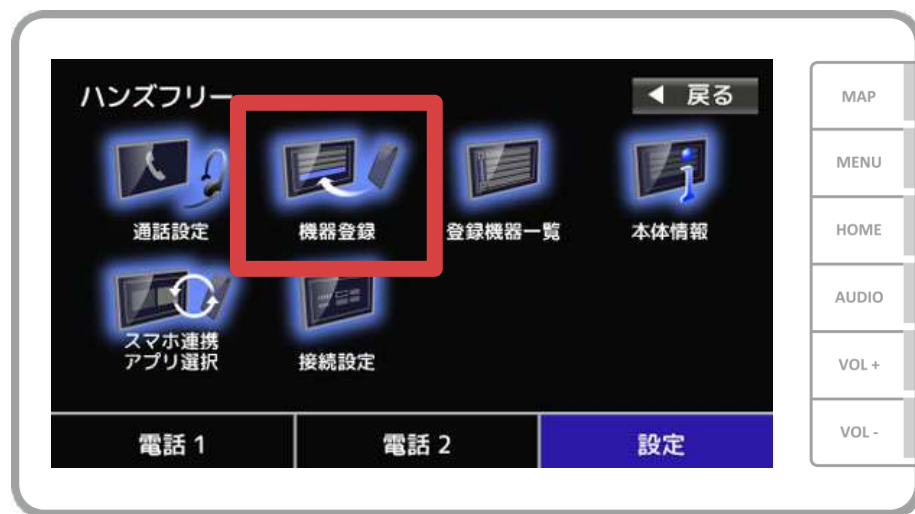 ハンズフリー
◀ 戻る
通話設定
機器登録
登録機器一覧
本体情報
スマホ連携
アプリ選択
接続設定
電話 1
電話 2
設定
MAP
MENU
HOME
AUDIO
VOL +
VOL -